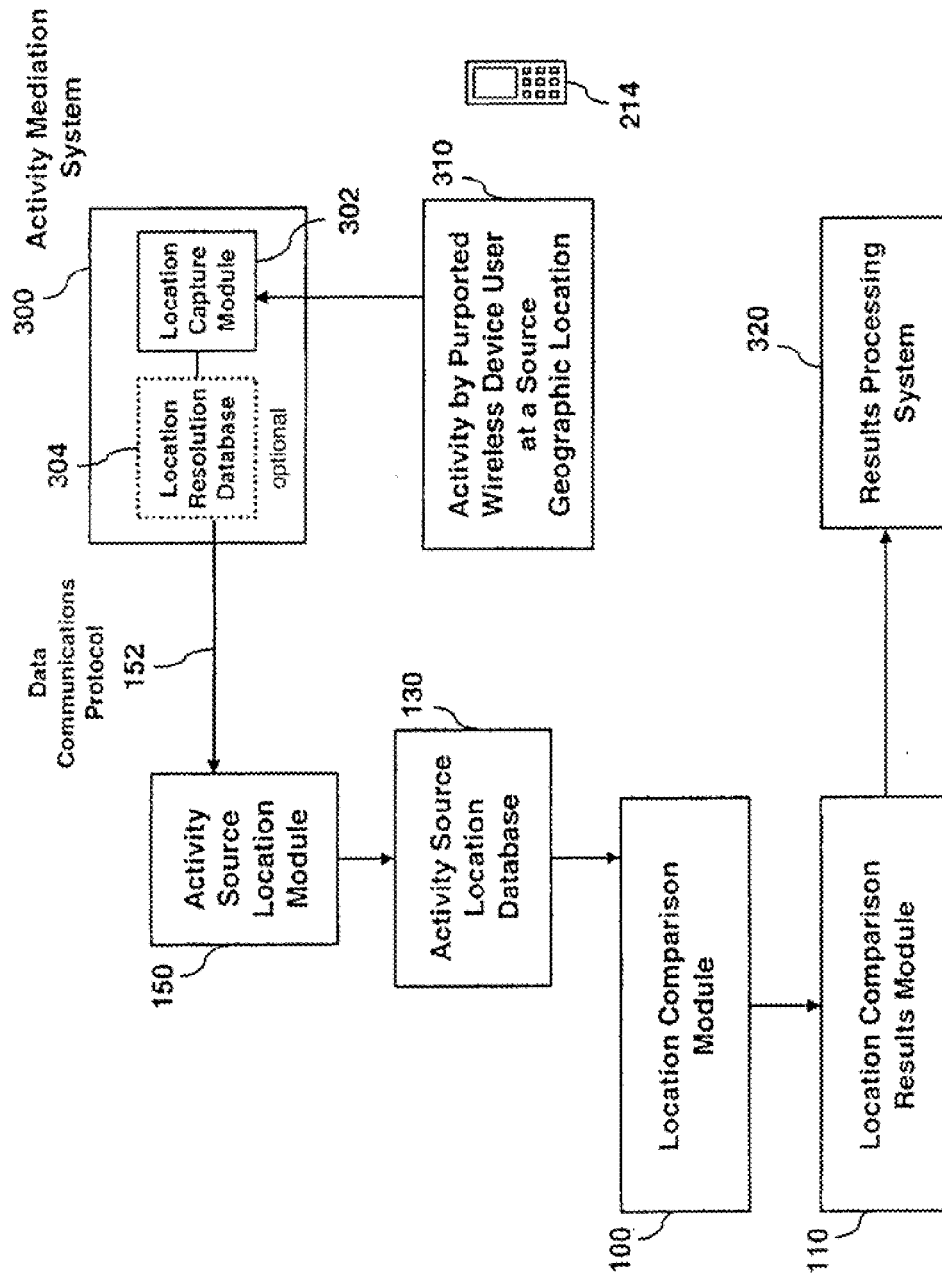 Activity Mediation
System
300
302
304
Location
Capture
Module
Location
Resolution
Database
optional
Data
Communications
Protocol
152
150
Activity
Source
Location
Module
310
Activity by Purported
Wireless Device User
at a Source
Geographic Location
214
130
Activity Source
Location
Database
100
Location Comparison
Module
110
Location Comparison
Results Module
320
Results Processing
System